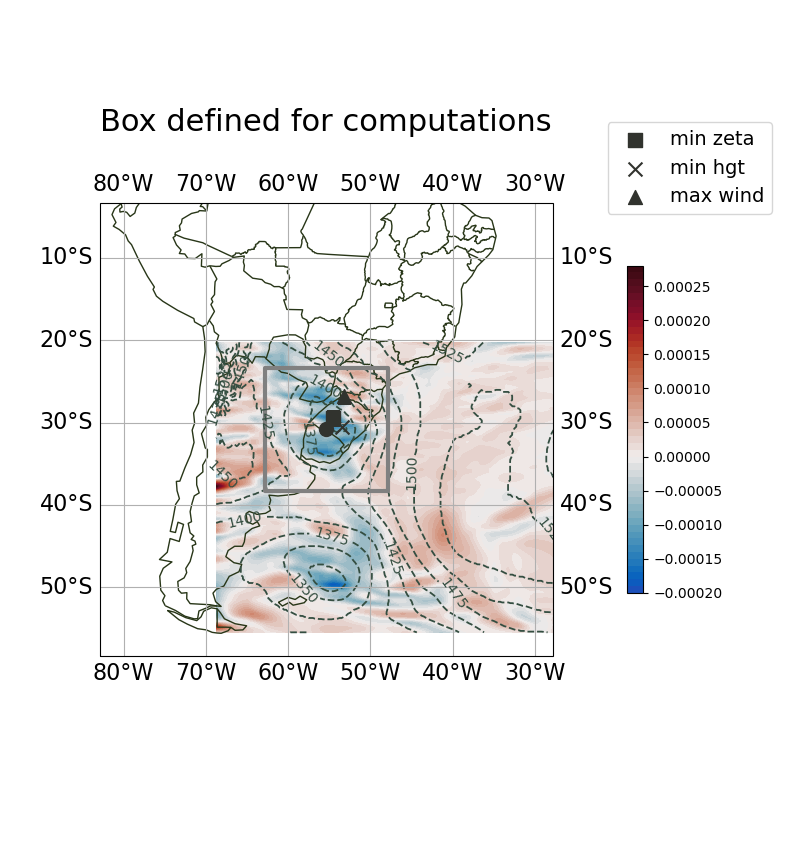 Box defined for computations
min zeta
min hgt
max wind
80°W 70°W 60°W 50°W 40°W 30°W
10°S 10°S
20°S 20°S
30°S 30°S
40°S 40°S
50°S 50°S
80°W 70°W 60°W 50°W 40°W 30°W
1450
1425
1400
1425
1375
1450
1500
1400
1375
1425
1350
1475
0.00025
0.00020
0.00015
0.00010
0.00005
0.00000
−0.00005
−0.00010
−0.00015
−0.00020